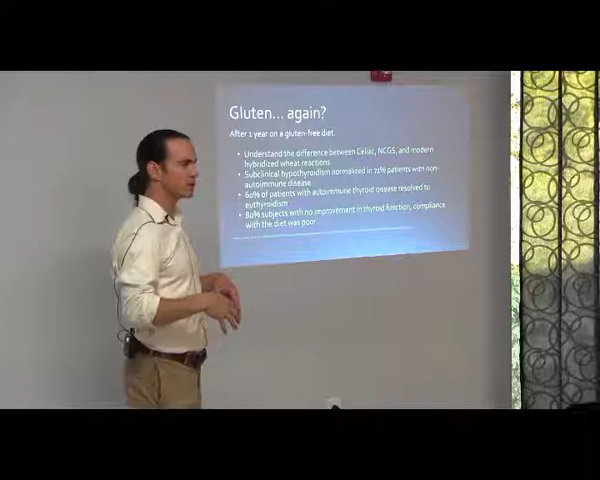 Gluten... again?
After 1 year on a gluten-free diet.
• Understand the difference between Celiac, NCGS, and modern
hybridized wheat reactions
• Subclinical hypothyroidism normalized in 71% patients with non-
autoimmune disease
• 60% of patients with autoimmune thyroid disease resolved to
euthyroidism
• 80% subjects with no improvement in thyroid function, compliance
with the diet was poor